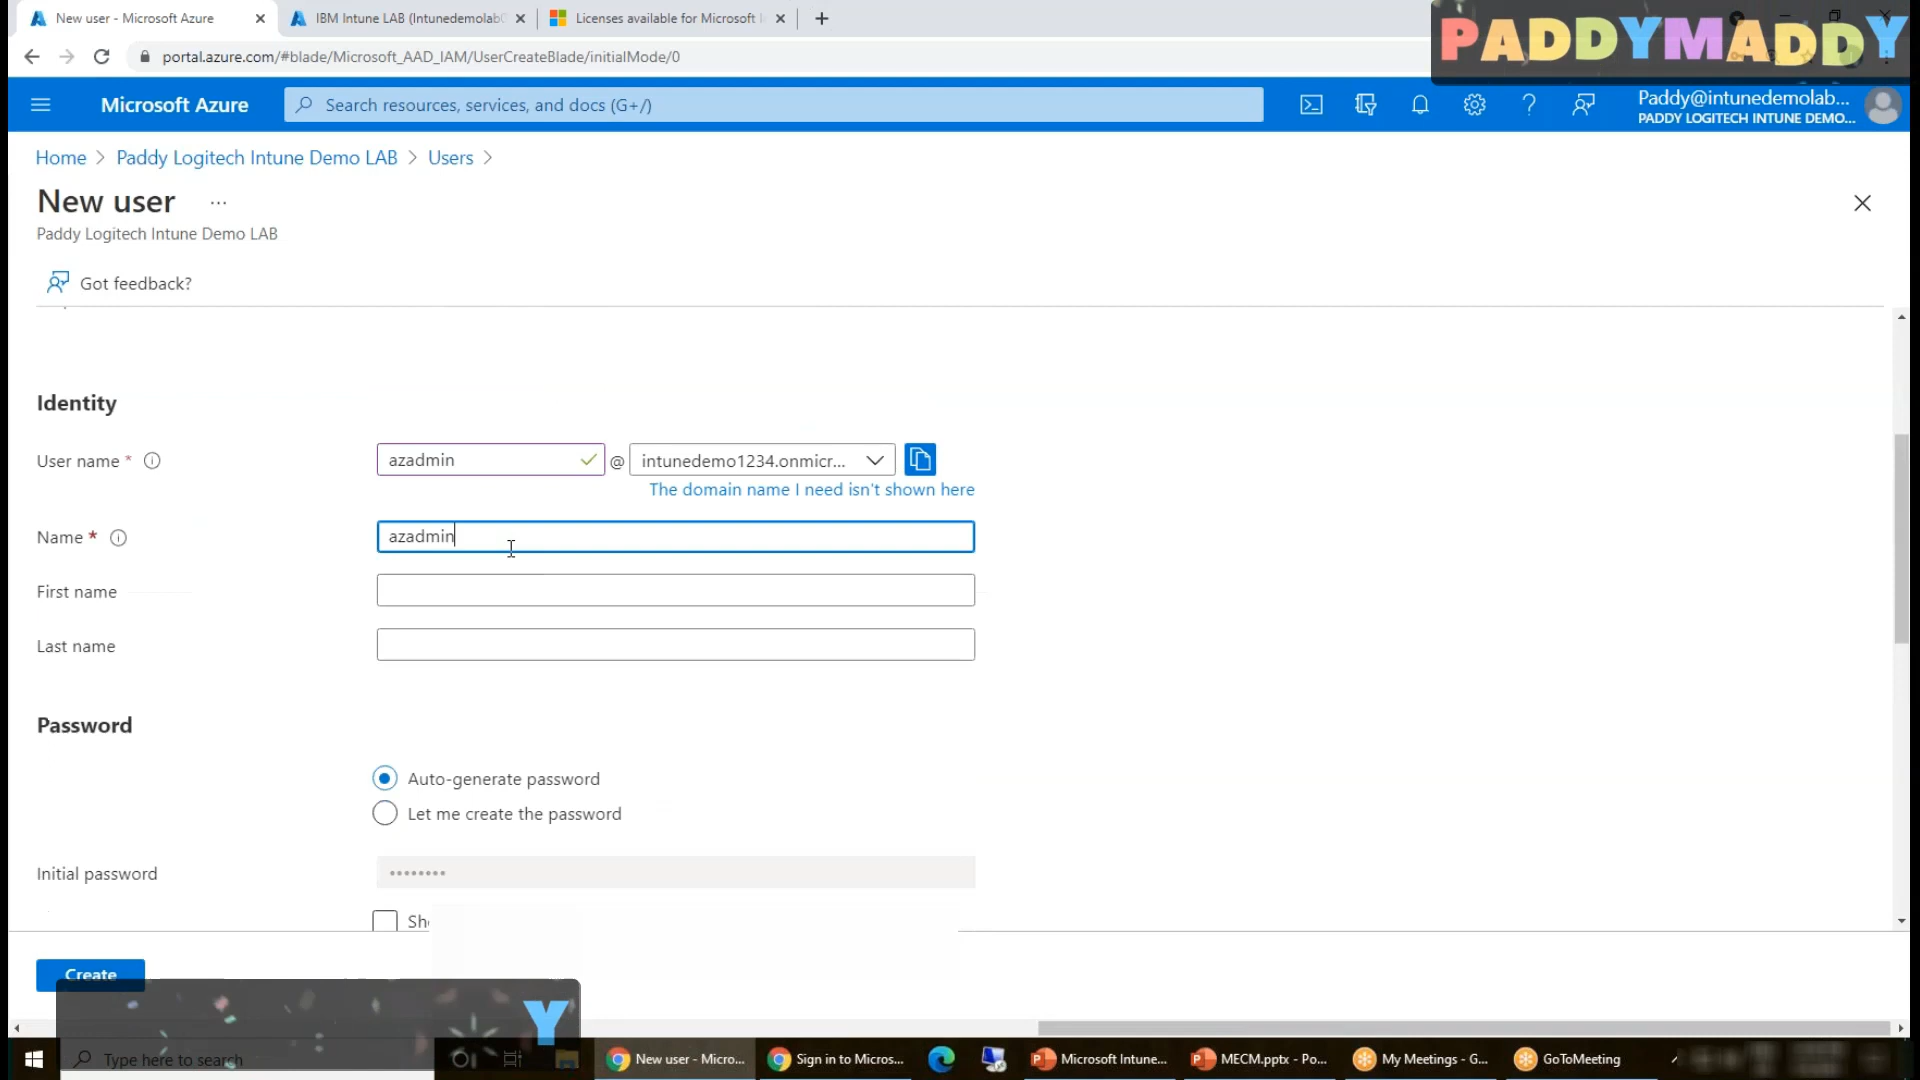 New user - Microsoft Azure
IBM Intune LAB (Intunedemolab
Licenses available for Microsoft I
PADDYMADDY
portal.azure.com/#blade/Microsoft_AAD_IAM/UserCreateBlade/initialMode/0
Microsoft Azure
Search resources, services, and docs (G+/)
Paddy@intunedemolab...
PADDY LOGITECH INTUNE DEMO...
Home > Paddy Logitech Intune Demo LAB > Users >
New user ...
Paddy Logitech Intune Demo LAB
Got feedback?
Identity
User name *
azadmin
@
intunedemo1234.onmicr...
The domain name I need isn't shown here
Name *
azadmin
First name
Last name
Password
Auto-generate password
Let me create the password
Initial password
Create
Y
Type here to search
New user - Micro...
Sign in to Micros...
Microsoft Intune...
MECM.pptx - Po...
My Meetings - G...
GoToMeeting